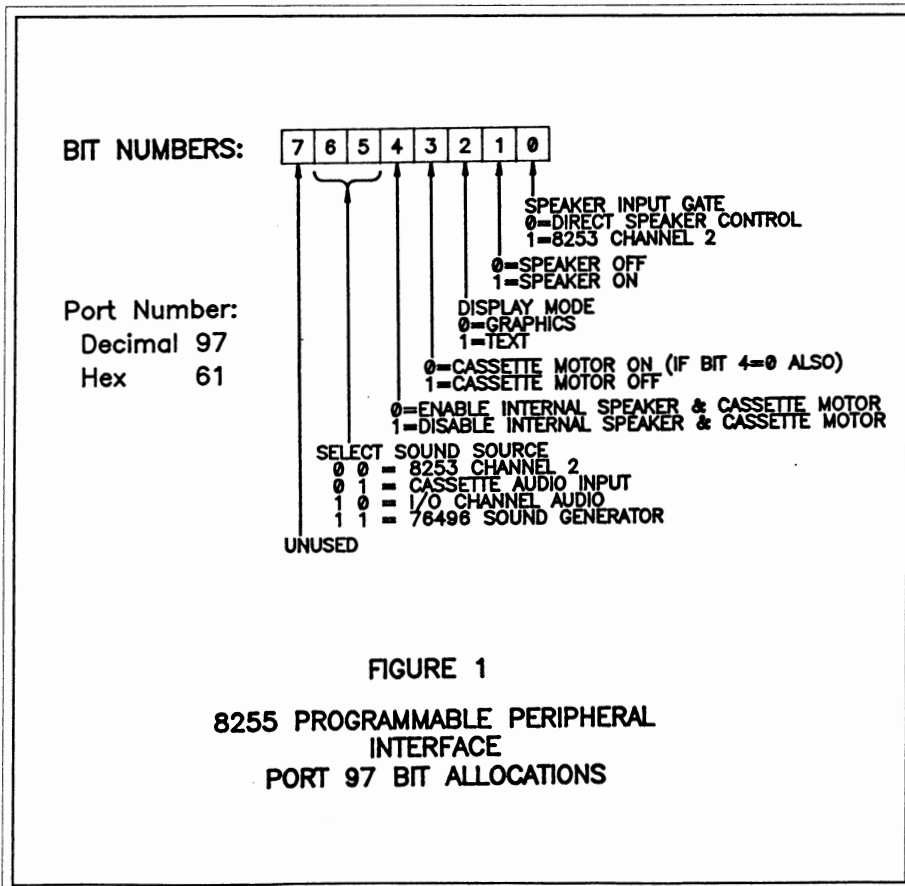 BIT NUMBERS: 7 6 5 4 3 2 1 0
SPEAKER INPUT GATE
0=DIRECT SPEAKER CONTROL
1=8253 CHANNEL 2
0=SPEAKER OFF
1=SPEAKER ON
Port Number:
Decimal 97
Hex 61
DISPLAY MODE
0=GRAPHICS
1=TEXT
0=CASSETTE MOTOR ON (IF BIT 4=0 ALSO)
1=CASSETTE MOTOR OFF
0=ENABLE INTERNAL SPEAKER & CASSETTE MOTOR
1=DISABLE INTERNAL SPEAKER & CASSETTE MOTOR
SELECT SOUND SOURCE
0 0 = 8253 CHANNEL 2
0 1 = CASSETTE AUDIO INPUT
1 0 = I/O CHANNEL AUDIO
1 1 = 76496 SOUND GENERATOR
UNUSED
FIGURE 1
8255 PROGRAMMABLE PERIPHERAL
INTERFACE
PORT 97 BIT ALLOCATIONS